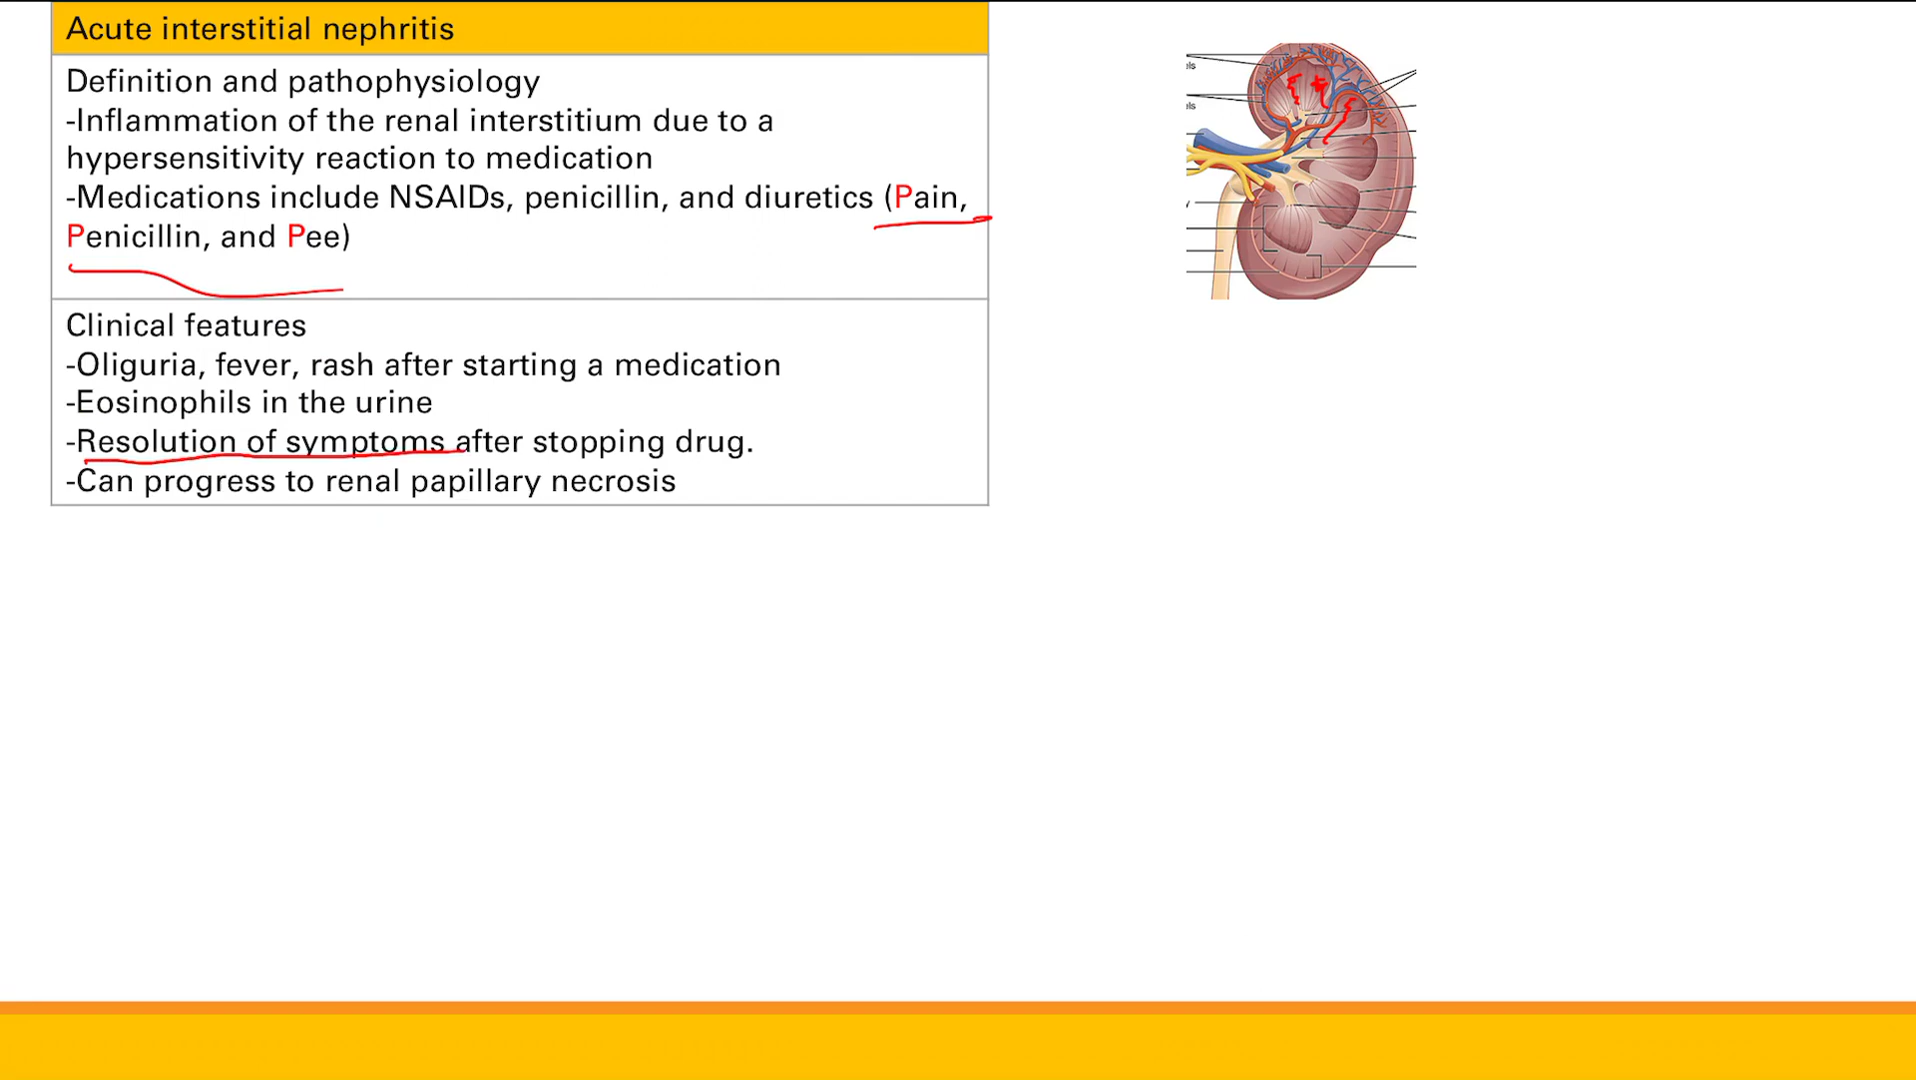 Acute interstitial nephritis
Definition and pathophysiology
-Inflammation of the renal interstitium due to a
hypersensitivity reaction to medication
-Medications include NSAIDs, penicillin, and diuretics (Pain,
Penicillin, and Pee)
Clinical features
-Oliguria, fever, rash after starting a medication
-Eosinophils in the urine
-Resolution of symptoms after stopping drug.
-Can progress to renal papillary necrosis
els
els